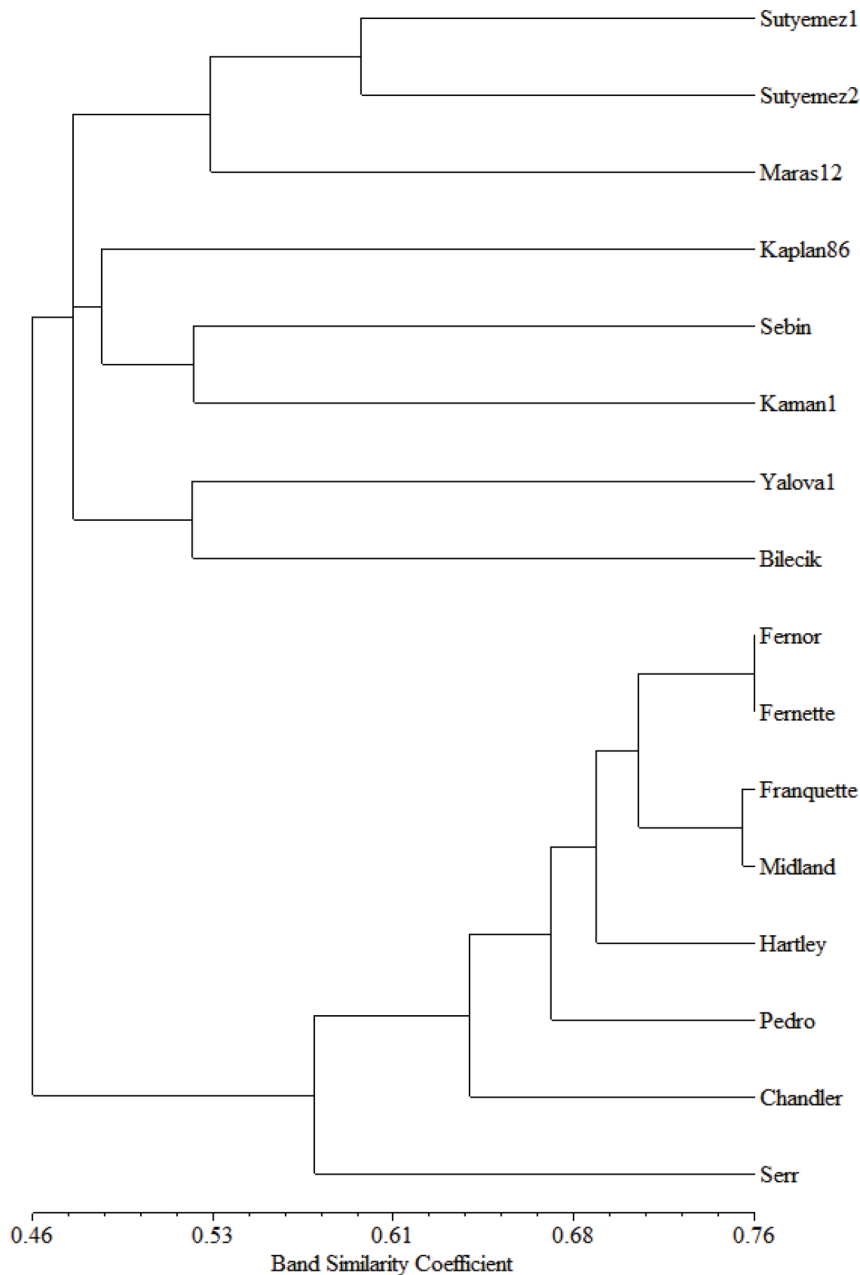 Sutyemez1
Sutyemez2
Maras12
Kaplan86
Sebin
Kaman1
Yalova1
Bilecik
Fernor
Fernette
Franquette
Midland
Hartley
Pedro
Chandler
Serr
0.46 0.53 0.61 0.68 0.76
Band Similarity Coefficient